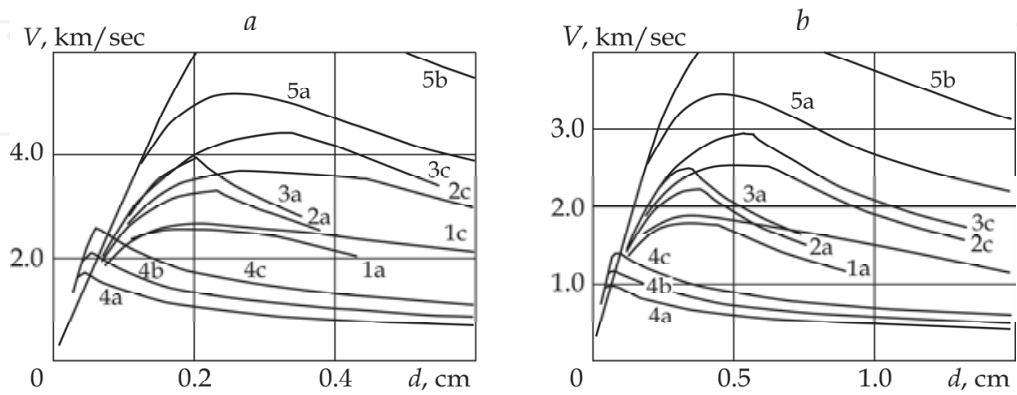 a
V, km/sec
5b
5a
4.0
3c
3a
2c
2a
1c
2.0
4b
4c
1a
4a
0
0.2
0.4
d, cm
b
V, km/sec
5b
5a
3.0
3a
2.0
3c
2a
2c
4c
1a
1.0
4b
4a
0
0.5
1.0
d, cm